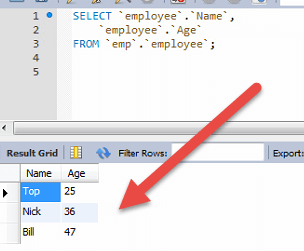 1 SELECT `employee`.`Name`,
2 `employee`.`Age`
3 FROM `emp`.`employee`;
4
5
Result Grid Filter Rows: Export:
Name Age
Top 25
Nick 36
Bill 47